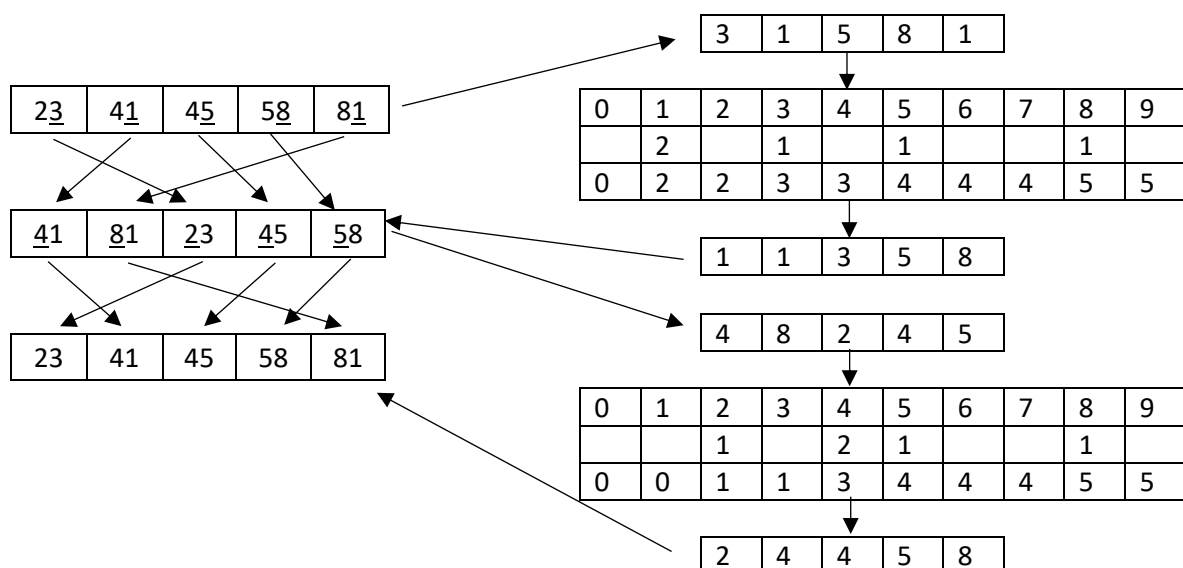 23 41 45 58 81
41 81 23 45 58
23 41 45 58 81
3 1 5 8 1
0 1 2 3 4 5 6 7 8 9
2 1 1 1
0 2 2 3 3 4 4 4 5 5
1 1 3 5 8
4 8 2 4 5
0 1 2 3 4 5 6 7 8 9
1 2 1 1
0 0 1 1 3 4 4 4 5 5
2 4 4 5 8